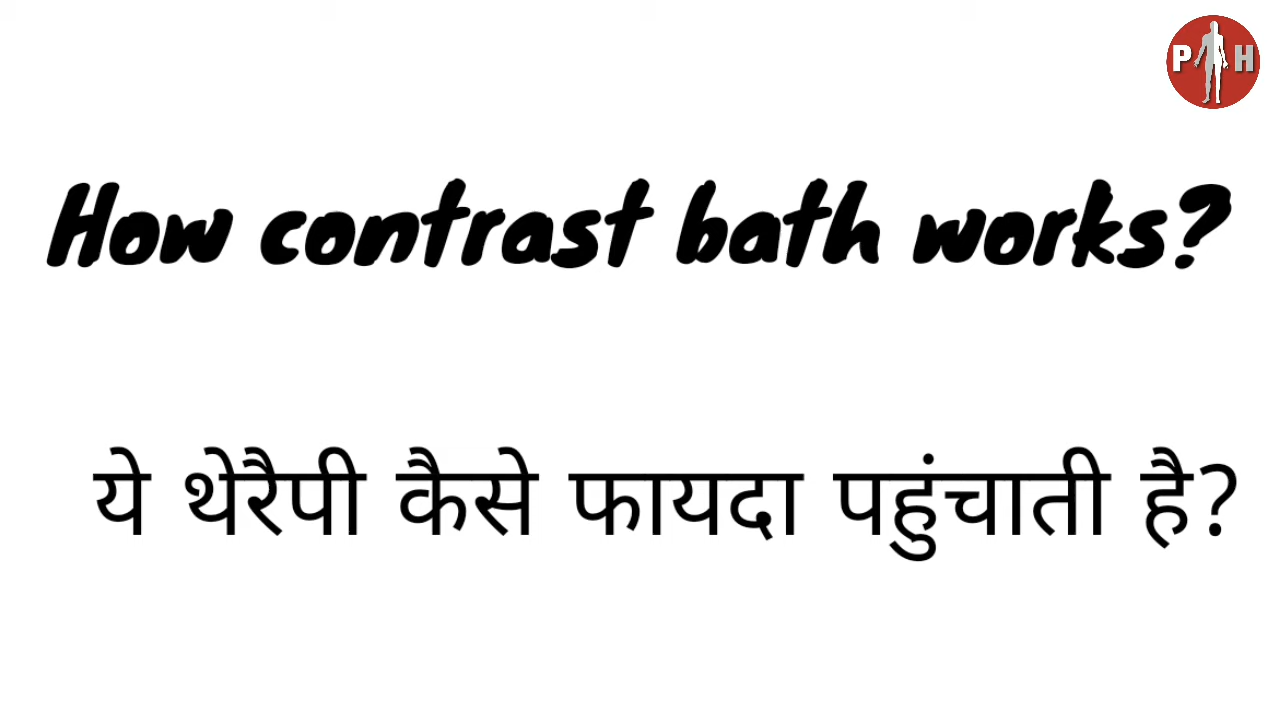 P H
How contrast bath works?
ये थेरैपी कैसे फायदा पहुंचाती है?